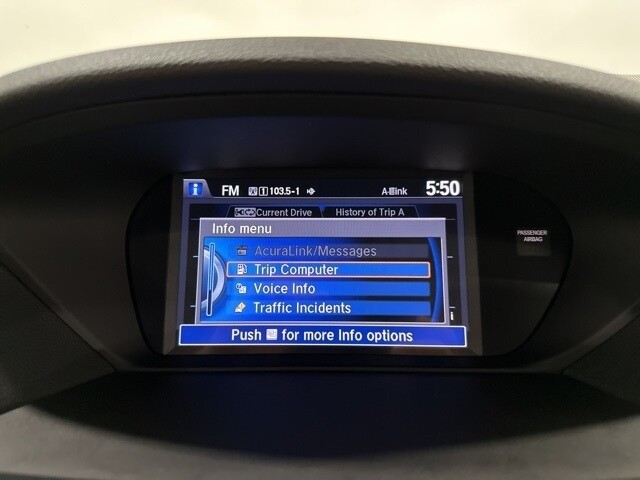 i FM 1 103.5-1 5:50
Current Drive History of Trip A
Info menu
AcuraLink/Messages
Trip Computer
Voice Info
Traffic Incidents
i
Push for more Info options
PASSENGER
AIRBAG